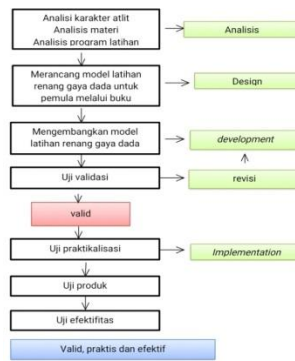 Analisi karakter atlit
Analisis materi
Analisis program latihan
Analisis
Merancang model latihan
renang gaya dada untuk
pemula melalui buku
Design
Mengembangkan model
latihan renang gaya dada
development
Uji validasi
revisi
valid
Uji praktikalisasi
Implementation
Uji produk
Uji efektifitas
Valid, praktis dan efektif